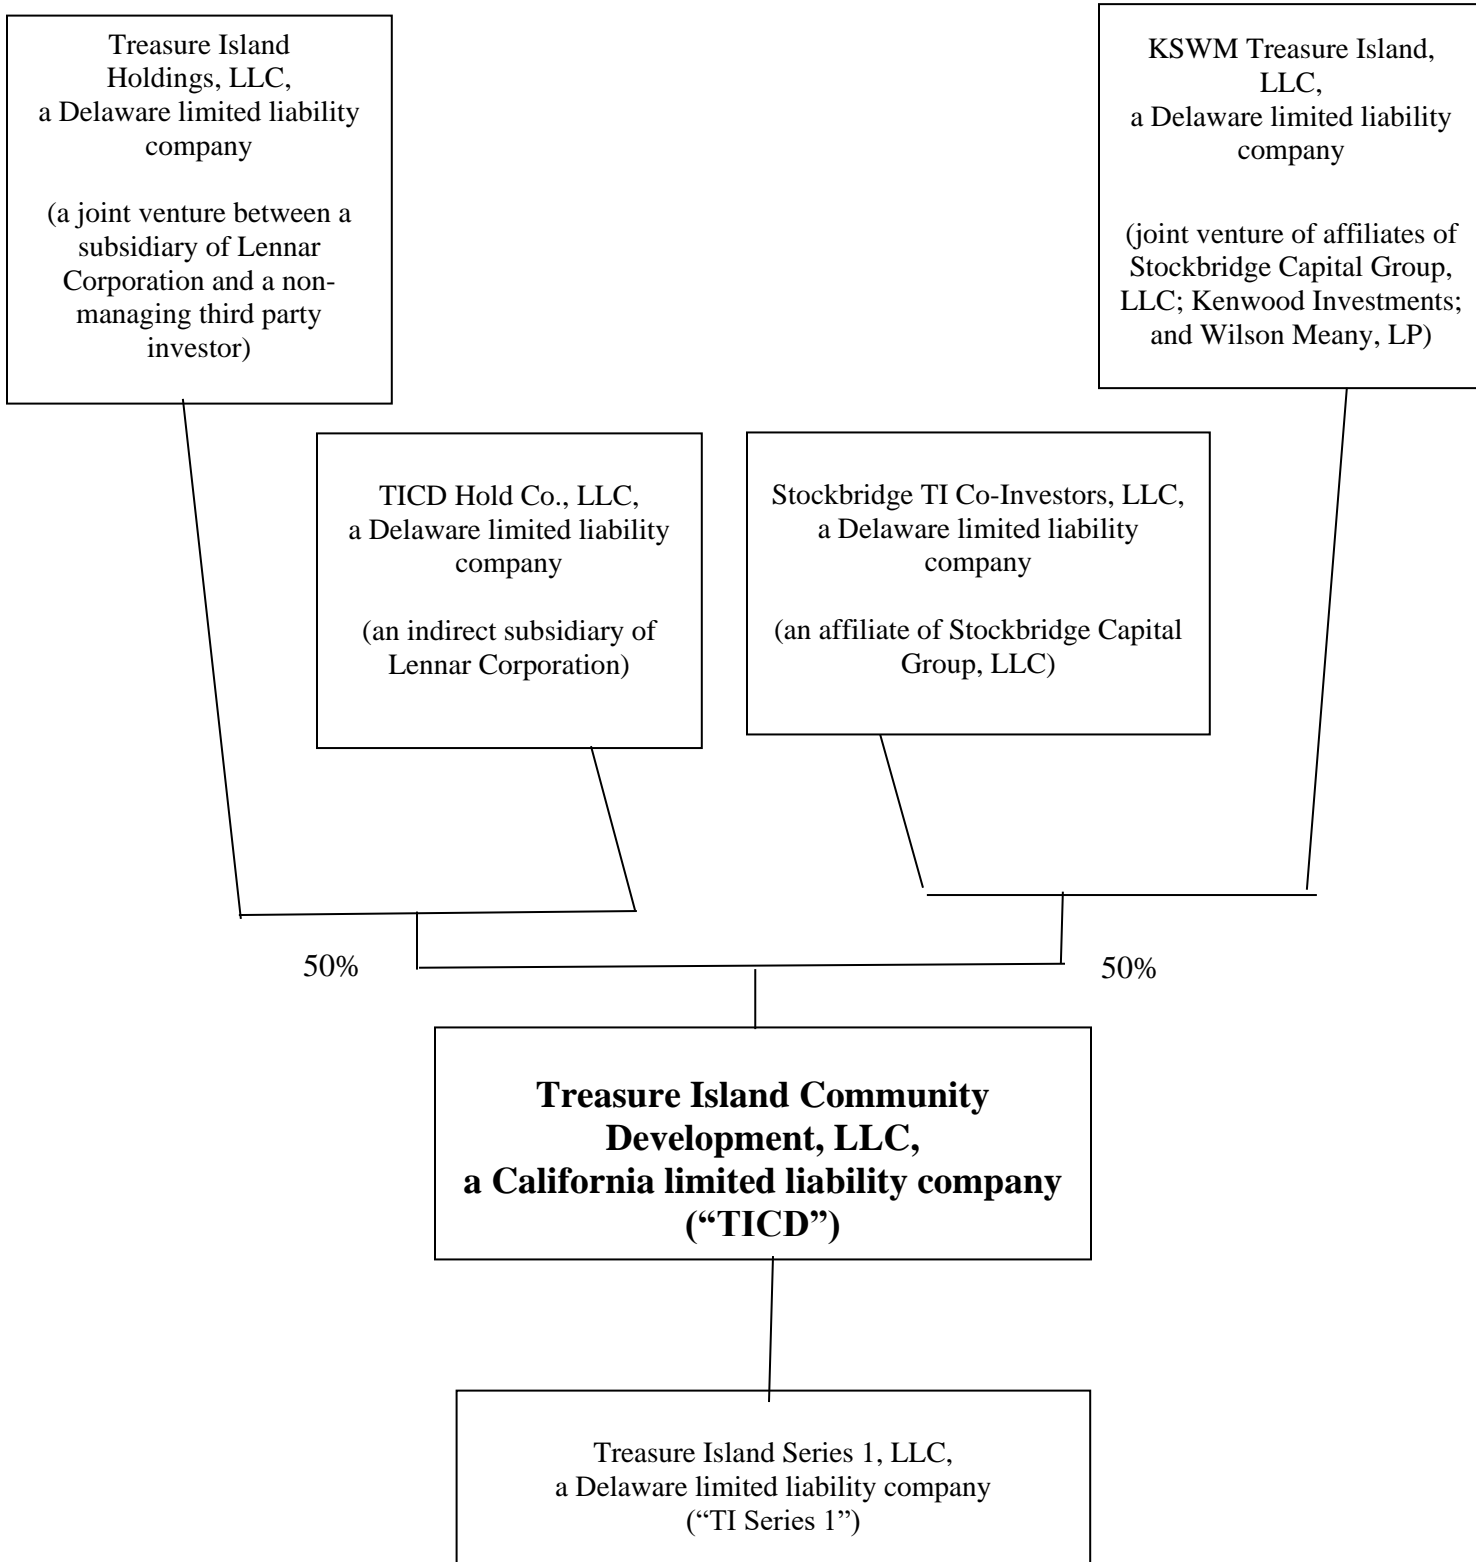 Treasure Island
Holdings, LLC,
a Delaware limited liability
company
(a joint venture between a
subsidiary of Lennar
Corporation and a non-
managing third party
investor)
KSWM Treasure Island,
LLC,
a Delaware limited liability
company
(joint venture of affiliates of
Stockbridge Capital Group,
LLC; Kenwood Investments;
and Wilson Meany, LP)
TICD Hold Co., LLC,
a Delaware limited liability
company
(an indirect subsidiary of
Lennar Corporation)
Stockbridge TI Co-Investors, LLC,
a Delaware limited liability
company
(an affiliate of Stockbridge Capital
Group, LLC)
50%
50%
Treasure Island Community
Development, LLC,
a California limited liability company
(“TICD”)
Treasure Island Series 1, LLC,
a Delaware limited liability company
(“TI Series 1”)